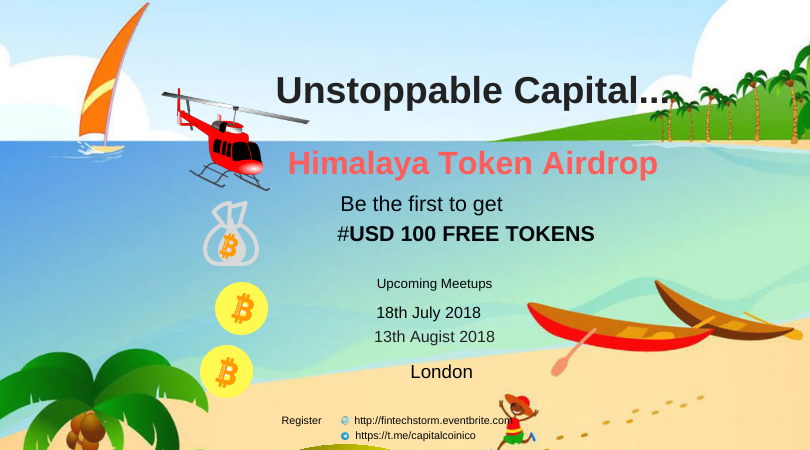 Unstoppable Capital...
Himalaya Token Airdrop
Be the first to get
#USD 100 FREE TOKENS
Upcoming Meetups
18th July 2018
13th Augist 2018
London
Register http://fintechstorm.eventbrite.com
https://t.me/capitalcoinico